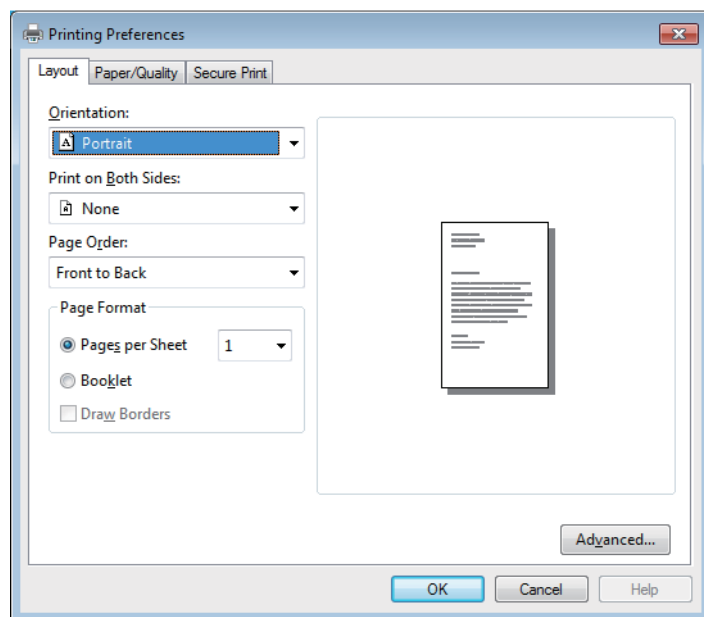 Printing Preferences
Layout Paper/Quality Secure Print
Orientation:
A Portrait
Print on Both Sides:
A None
Page Order:
Front to Back
Page Format
Pages per Sheet 1
Booklet
Draw Borders
Advanced...
OK Cancel Help